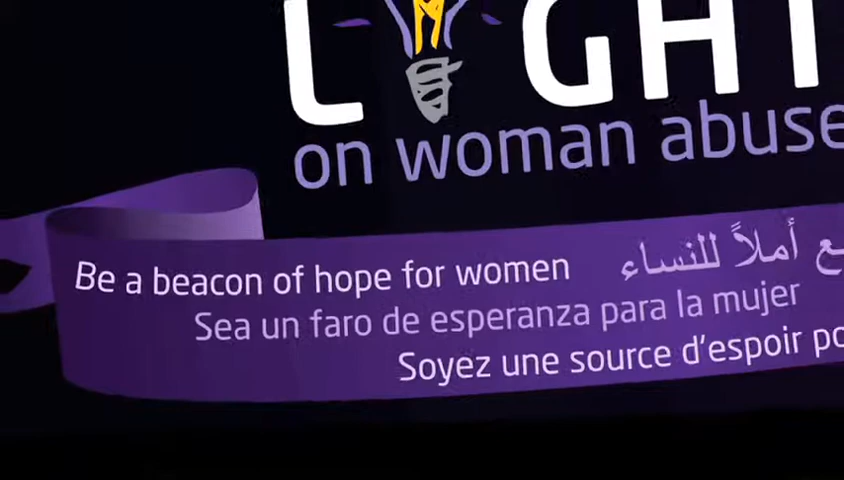 LIGHT
on woman abuse
Be a beacon of hope for women
أملاً للنساء
Sea un faro de esperanza para la mujer
Soyez une source d'espoir